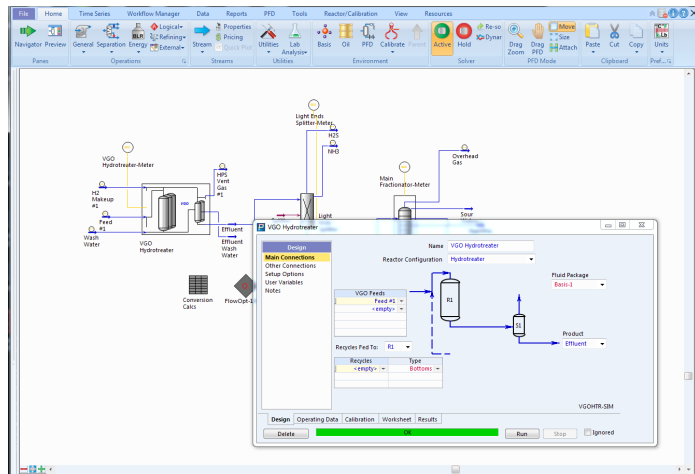 File Home Time Series Workflow Manager Data Reports PFD Tools Reactor/Calibration View Resources
Navigator Preview General Separation Energy Logical Refining External Stream Properties Pricing Quick Plot Utilities Lab Analysis Basis Oil PFD Calibrate Parent Active Hold Re-so Dynar Drag Zoom Drag PFD Move Size Attach Paste Cut Copy Units
Panes Operations Streams Utilities Environment Solver PFD Mode Clipboard Pref...
Light Ends
Splitter-Meter
H2S
NH3
VGO
Hydrotreater-Meter
Overhead
Gas
HPS
Vent
Gas
#1
Main
Fractionator-Meter
H2
Makeup
#1
VGO
Feed
#1
Light
Sour
Wash
Water
Effluent
VGO
Hydrotreater
Effluent
Wash
Water
Conversion
Calcs
FlowOpt-1
VGO Hydrotreater
Design
Main Connections
Other Connections
Setup Options
User Variables
Notes
Name VGO Hydrotreater
Reactor Configuration Hydrotreater
Fluid Package
Basis-1
VGO Feeds
Feed #1
<empty>
R1
S1
Product
Effluent
Recycles Fed To: R1
Recycles Type
<empty> Bottoms
VGOHTR-SIM
Design Operating Data Calibration Worksheet Results
Delete OK Run Stop Ignored